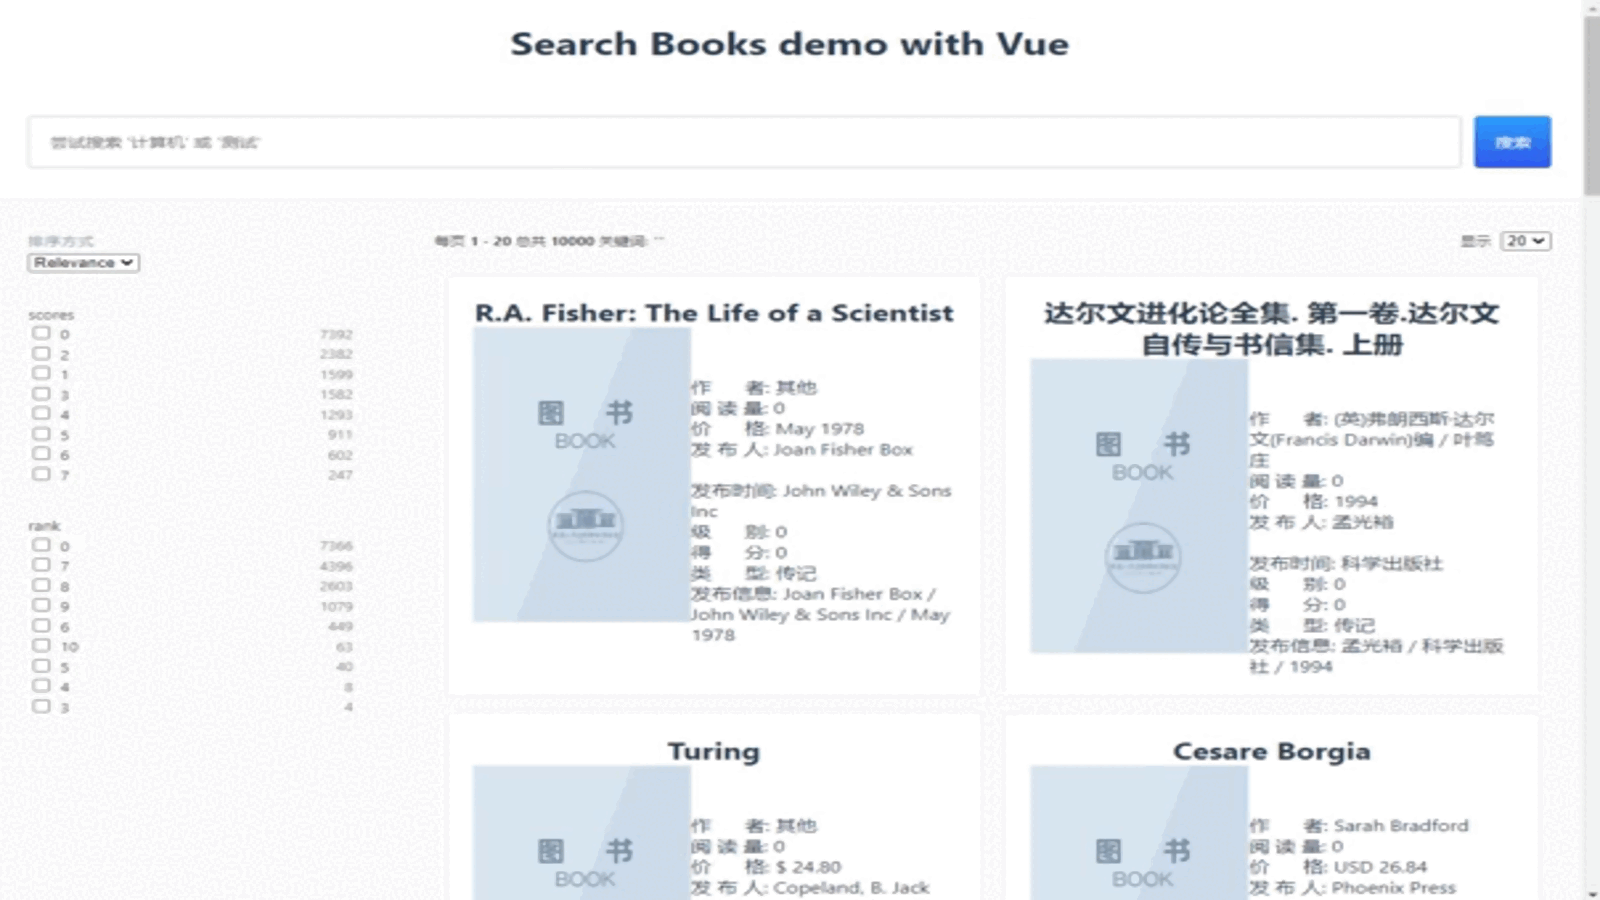 Search Books demo with Vue
尝试搜索 '计算机' 或 '测试'
搜索
排序方式
Relevance
每页 1 - 20 总共 10000 关键词: ""
显示 20
scores
0 7392
2 2382
1 1599
3 1582
4 1293
5 911
6 602
7 247
rank
0 7366
7 4396
8 2603
9 1079
6 449
10 63
5 40
4 8
3 4
R.A. Fisher: The Life of a Scientist
图 书
BOOK
作 者: 其他
阅 读 量: 0
价 格: May 1978
发 布 人: Joan Fisher Box
发布时间: John Wiley & Sons
Inc
级 别: 0
得 分: 0
类 型: 传记
发布信息: Joan Fisher Box /
John Wiley & Sons Inc / May
1978
达尔文进化论全集. 第一卷.达尔文
自传与书信集. 上册
图 书
BOOK
作 者: (英)弗朗西斯·达尔
文(Francis Darwin)编 / 叶笃
庄
阅 读 量: 0
价 格: 1994
发 布 人: 孟光裕
发布时间: 科学出版社
级 别: 0
得 分: 0
类 型: 传记
发布信息: 孟光裕 / 科学出版
社 / 1994
Turing
图 书
BOOK
作 者: 其他
阅 读 量: 0
价 格: $ 24.80
发 布 人: Copeland, B. Jack
Cesare Borgia
图 书
BOOK
作 者: Sarah Bradford
阅 读 量: 0
价 格: USD 26.84
发 布 人: Phoenix Press